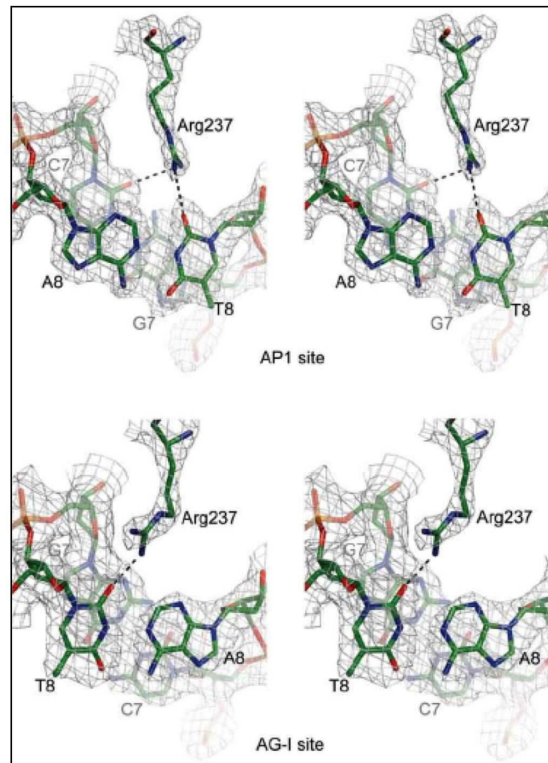 Arg237 Arg237
C7 C7
A8 A8
G7 T8 G7 T8
AP1 site
Arg237 Arg237
G7 G7
A8 A8
T8 T8
C7 C7
AG-I site